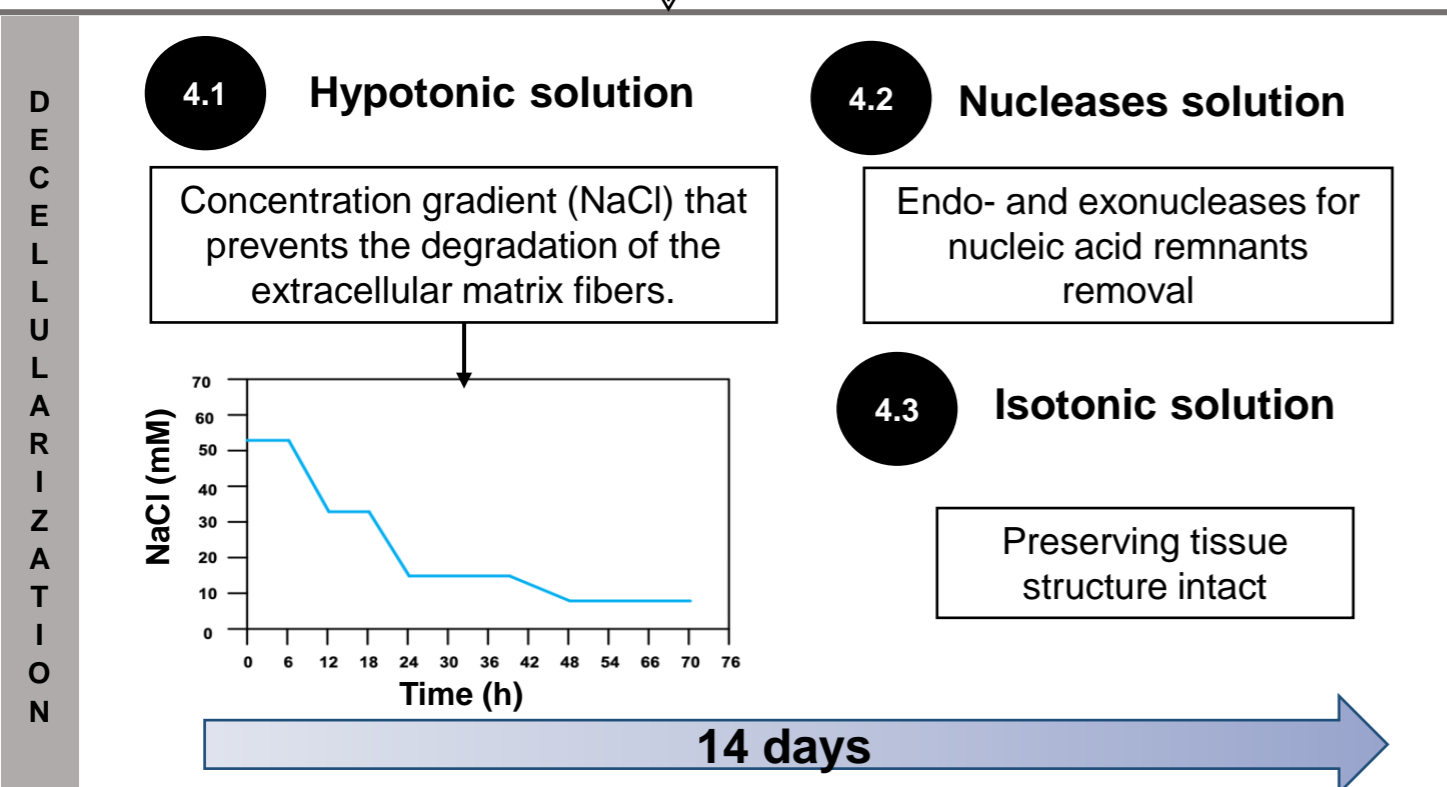 DECELLULARIZATION
4.1
Hypotonic solution
Concentration gradient (NaCl) that
prevents the degradation of the
extracellular matrix fibers.
NaCl (mM)
70
60
50
40
30
20
10
0
0 6 12 18 24 30 36 42 48 54 66 70 76
Time (h)
4.2
Nucleases solution
Endo- and exonucleases for
nucleic acid remnants
removal
4.3
Isotonic solution
Preserving tissue
structure intact
14 days